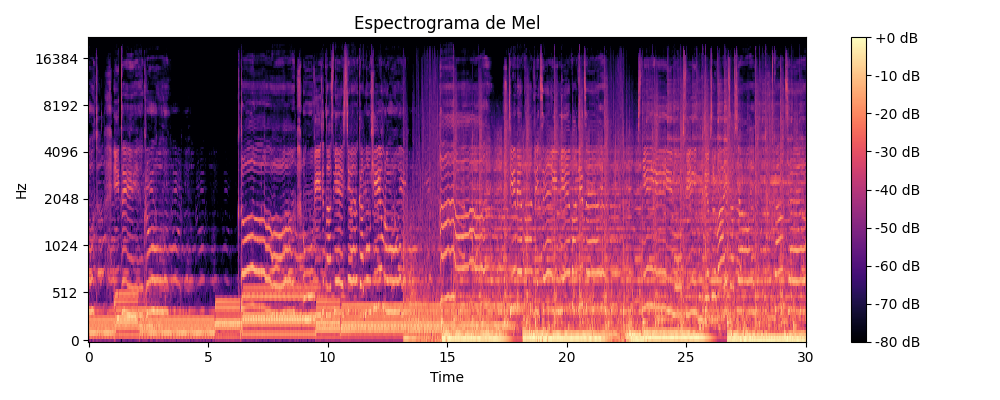 Espectrograma de Mel
Hz
16384
8192
4096
2048
1024
512
0
0 5 10 15 20 25 30
Time
+0 dB
-10 dB
-20 dB
-30 dB
-40 dB
-50 dB
-60 dB
-70 dB
-80 dB